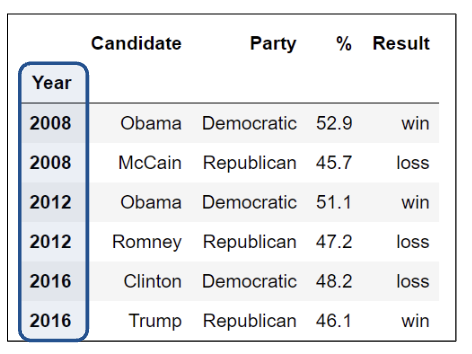 Candidate Party % Result
Year
2008 Obama Democratic 52.9 win
2008 McCain Republican 45.7 loss
2012 Obama Democratic 51.1 win
2012 Romney Republican 47.2 loss
2016 Clinton Democratic 48.2 loss
2016 Trump Republican 46.1 win